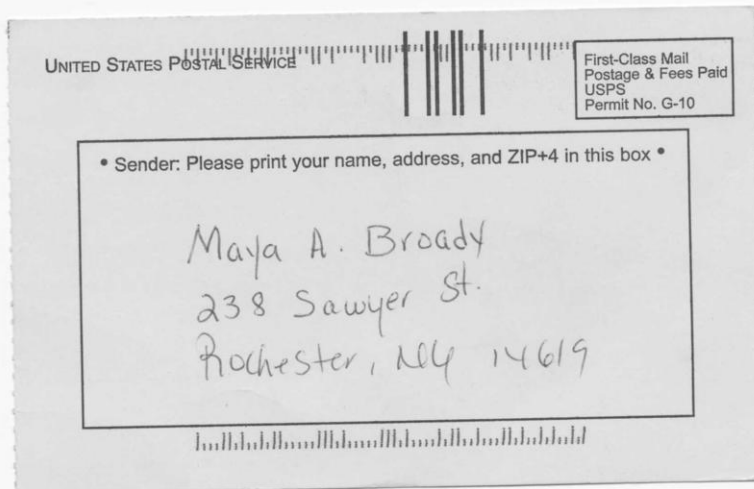 UNITED STATES POSTAL SERVICE
First-Class Mail
Postage & Fees Paid
USPS
Permit No. G-10
• Sender: Please print your name, address, and ZIP+4 in this box •
Maya A. Broady
238 Sawyer St.
Rochester, NY 14619